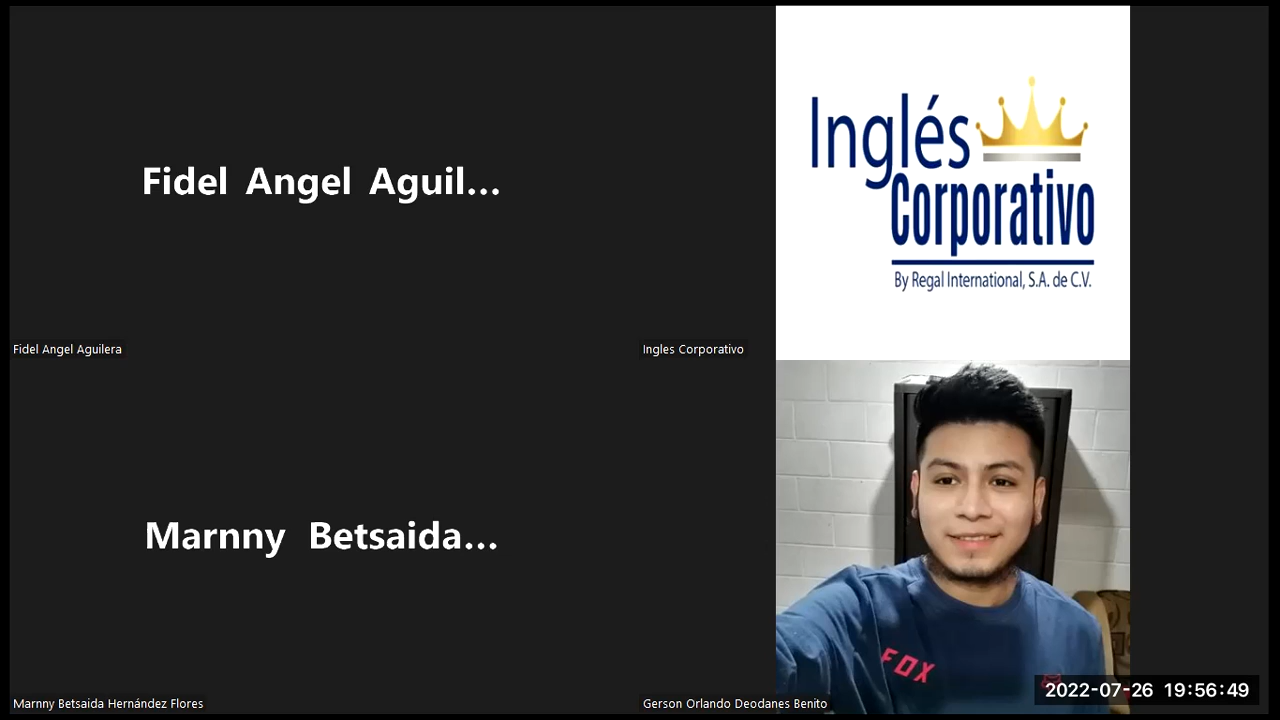 Fidel Angel Aguil...
Fidel Angel Aguilera
Inglés
Corporativo
By Regal International, S.A. de C.V.
Ingles Corporativo
Marnny Betsaida...
Marnny Betsaida Hernández Flores
FOX
Gerson Orlando Deodanes Benito
2022-07-26 19:56:49